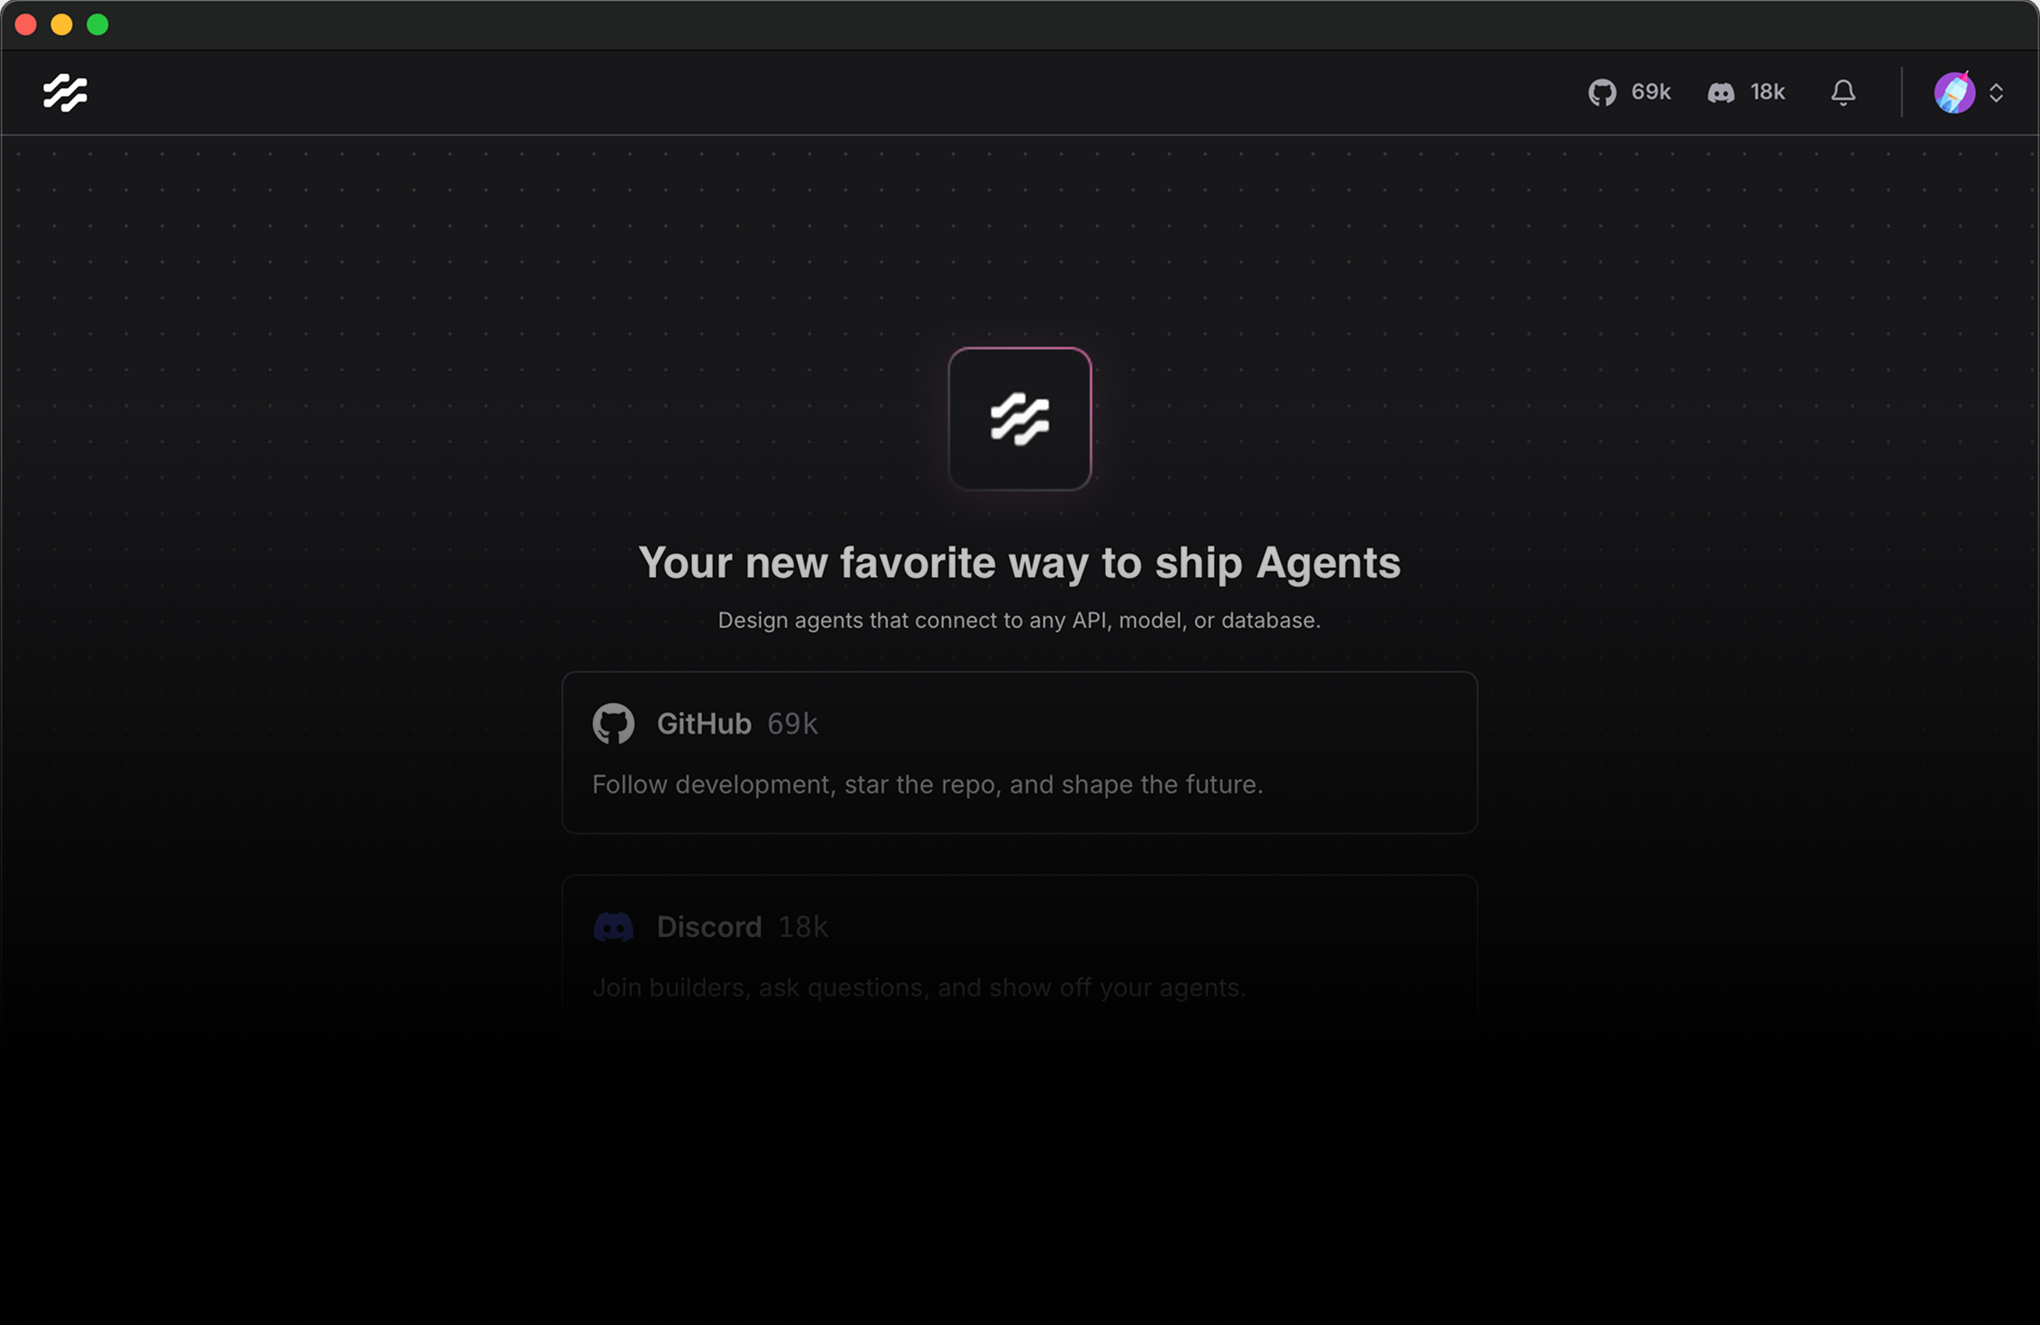 69k 18k
Your new favorite way to ship Agents
Design agents that connect to any API, model, or database.
GitHub 69k
Follow development, star the repo, and shape the future.
Discord 18k
Join builders, ask questions, and show off your agents.